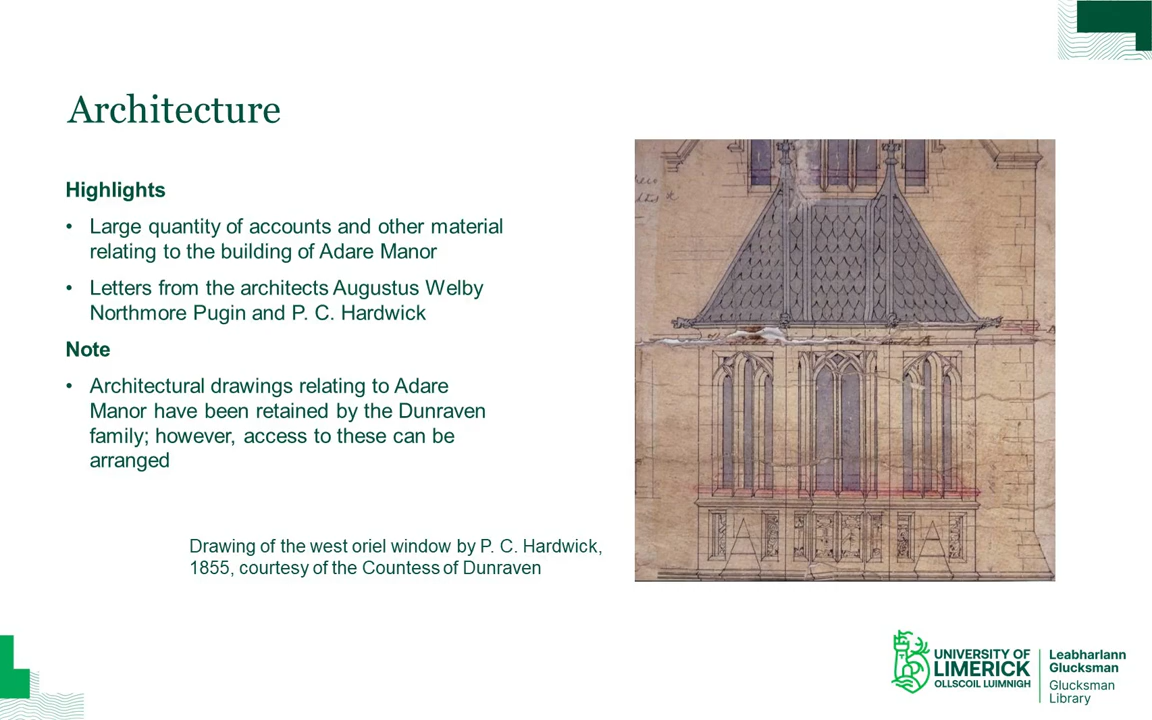 Architecture
Highlights
• Large quantity of accounts and other material
relating to the building of Adare Manor
• Letters from the architects Augustus Welby
Northmore Pugin and P. C. Hardwick
Note
• Architectural drawings relating to Adare
Manor have been retained by the Dunraven
family; however, access to these can be
arranged
Drawing of the west oriel window by P. C. Hardwick,
1855, courtesy of the Countess of Dunraven
UNIVERSITY OF
LIMERICK
OLLSCOIL LUIMNIGH
Leabharlann
Glucksman
Glucksman
Library